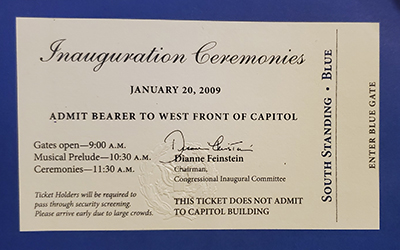 Inauguration Ceremonies
JANUARY 20, 2009
ADMIT BEARER TO WEST FRONT OF CAPITOL
Gates open—9:00 A.M.
Musical Prelude—10:30 A.M.
Ceremonies—11:30 A.M.
Dianne Feinstein
Dianne Feinstein
Chairman,
Congressional Inaugural Committee
Ticket Holders will be required to
pass through security screening.
Please arrive early due to large crowds.
THIS TICKET DOES NOT ADMIT
TO CAPITOL BUILDING
SOUTH STANDING • BLUE
ENTER BLUE GATE